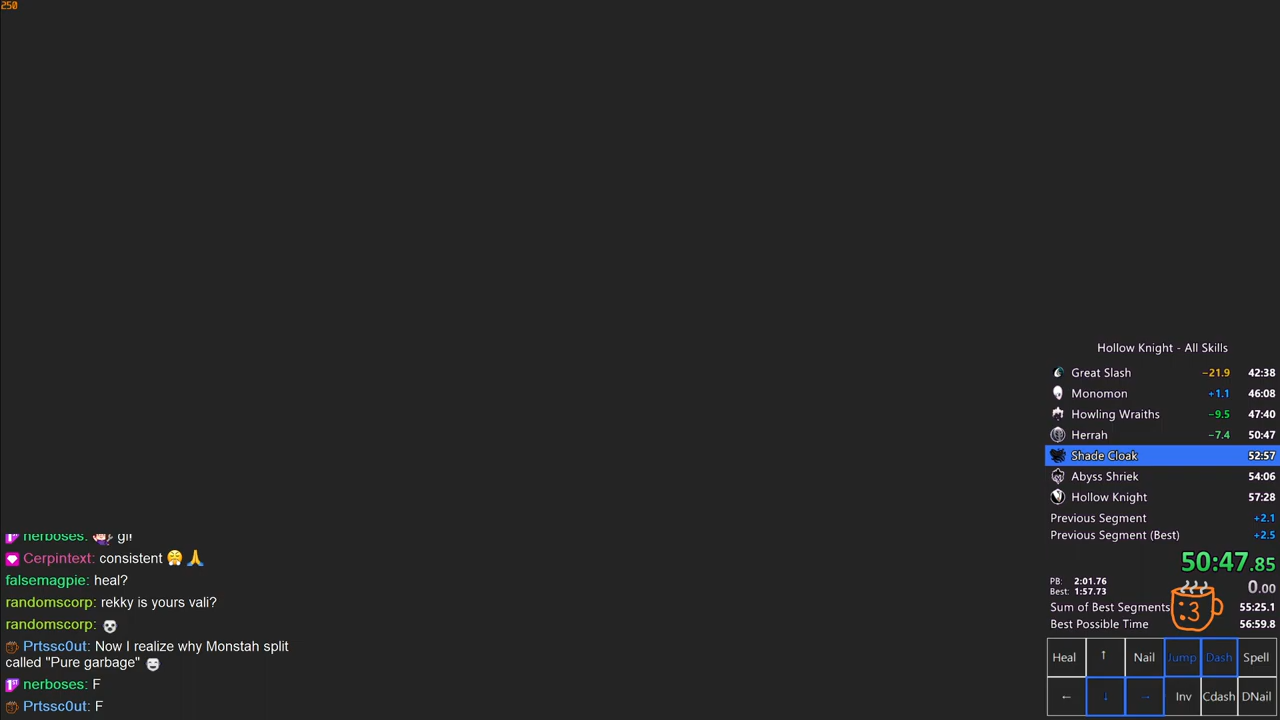 250
Hollow Knight - All Skills
Great Slash −21.9 42:38
Monomon +1.1 46:08
Howling Wraiths −9.5 47:40
Herrah −7.4 50:47
Shade Cloak 52:57
Abyss Shriek 54:06
Hollow Knight 57:28
Previous Segment +2.1
Previous Segment (Best) +2.5
50:47.85
PB: 2:01.76
Best: 1:57.73
0.00
Sum of Best Segments 55:25.1
Best Possible Time 56:59.8
Heal ↑ Nail Jump Dash Spell
← ↓ → Inv Cdash DNail
nerboses: gl!
Cerpintext: consistent 😤 🙏
falsemagpie: heal?
randomscorp: rekky is yours vali?
randomscorp:
Prtssc0ut: Now I realize why Monstah split
called "Pure garbage"
nerboses: F
Prtssc0ut: F